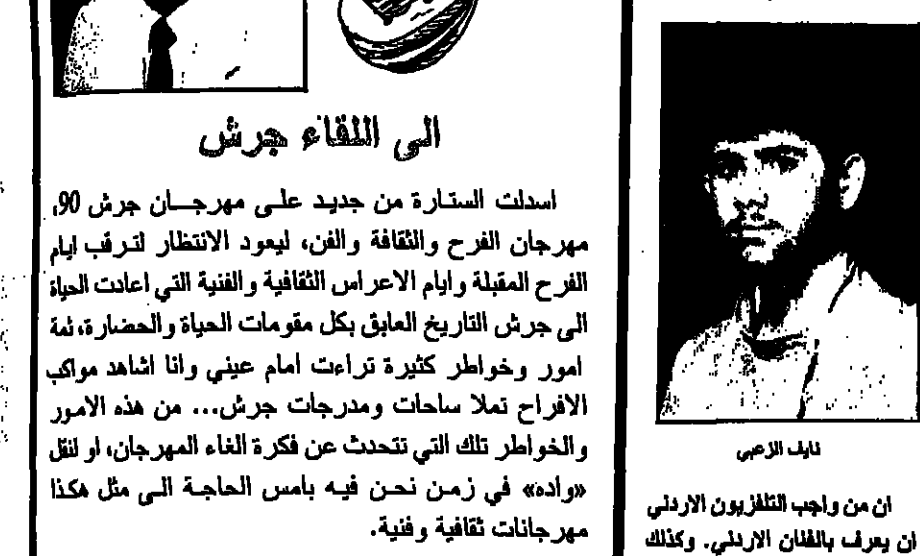 الى اللقاء جرش
اسدلت الستارة من جديد على مهرجان جرش 90,
مهرجان الفرح والثقافة والفن، ليعود الانتظار لترقب ايام
الفرح المقبلة وايام الاعراس الثقافية والفنية التي اعادت الحياة
الى جرش التاريخ العابق بكل مقومات الحياة والحضارة، ثمة
امور وخواطر كثيرة تراءت امام عيني وانا اشاهد مواكب
الافراح تملا ساحات ومدرجات جرش... من هذه الامور
والخواطر تلك التي تتحدث عن فكرة الغاء المهرجان، او لنقل
«واده» في زمن نحن فيه بامس الحاجة الى مثل هكذا
مهرجانات ثقافية وفنية.
نايف الزعبي
ان من واجب التلفزيون الاردني
ان يعرف بالفنان الاردني. وكذلك